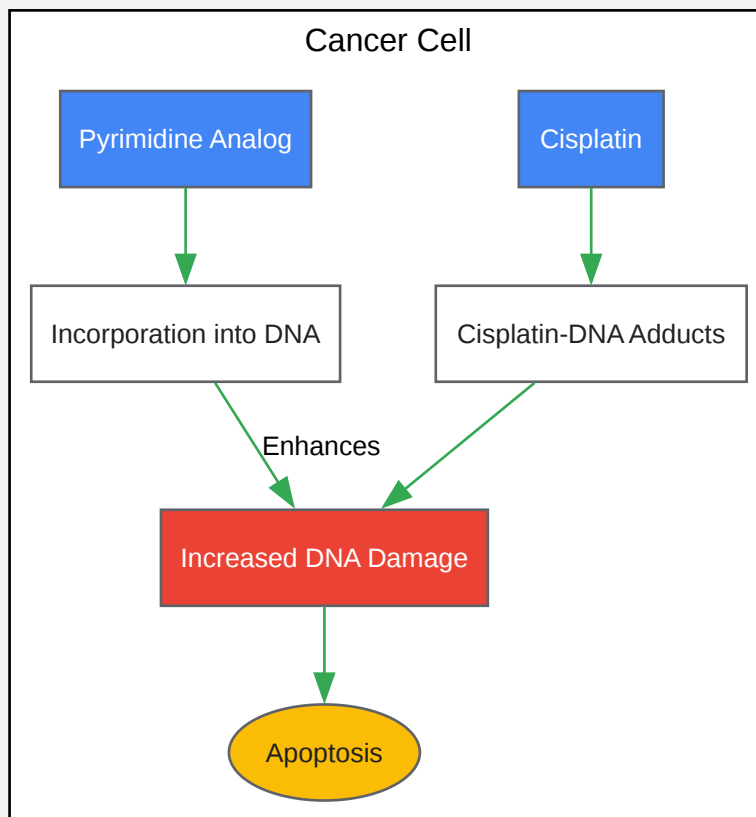 Cancer Cell
Pyrimidine Analog
Cisplatin
Incorporation into DNA
Cisplatin-DNA Adducts
Enhances
Increased DNA Damage
Apoptosis